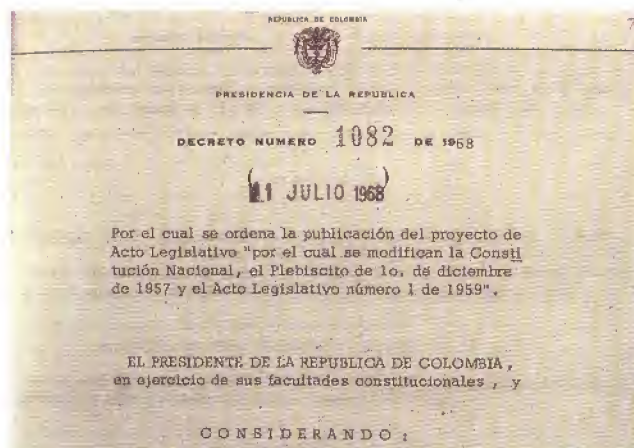 REPUBLICA DE COLOMBIA
PRESIDENCIA DE LA REPUBLICA
DECRETO NUMERO 1082 DE 1968
( 11 JULIO 1968 )
Por el cual se ordena la publicación del proyecto de
Acto Legislativo "por el cual se modifican la Consti
tución Nacional, el Plebiscito de 1o. de diciembre
de 1957 y el Acto Legislativo número 1 de 1959".
EL PRESIDENTE DE LA REPUBLICA DE COLOMBIA,
en ejercicio de sus facultades constitucionales, y
CONSIDERANDO: